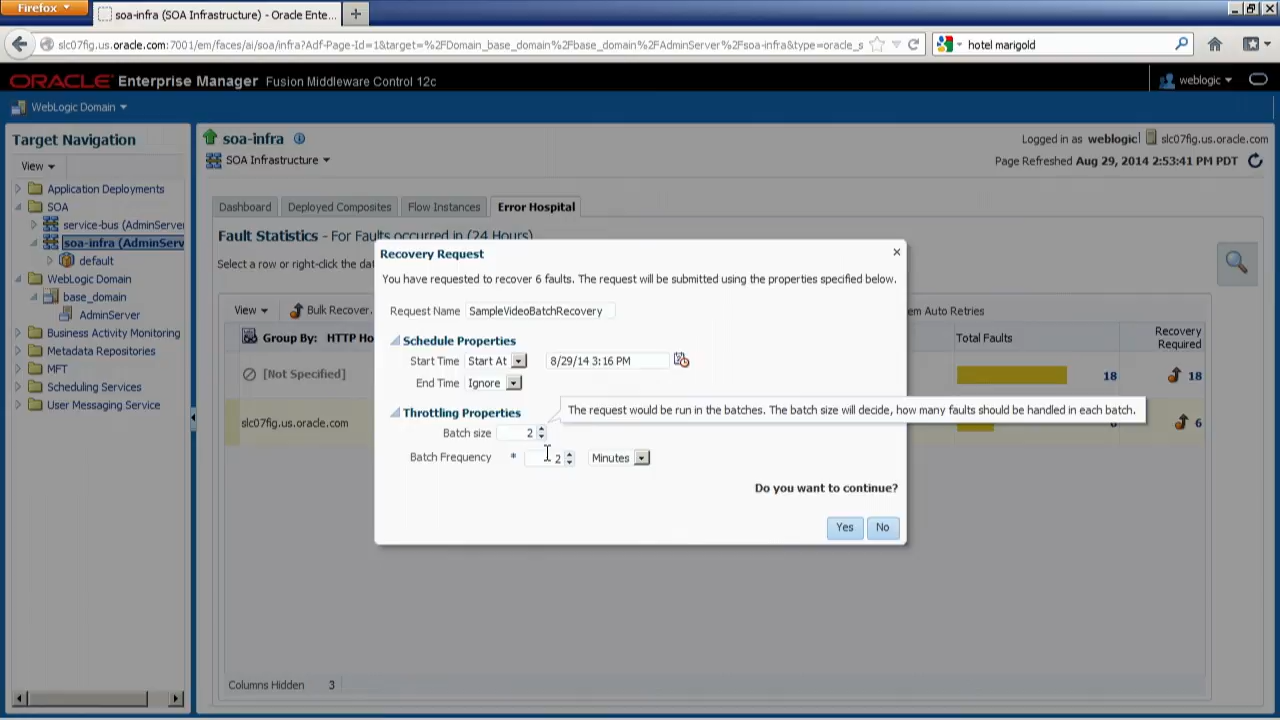 Firefox
soa-infra (SOA Infrastructure) - Oracle Ente...
slc07fig.us.oracle.com:7001/em/faces/ai/soa/infra?Adf-Page-Id=1&target=%2FDomain_base_domain%2Fbase_domain%2FAdminServer%2Fsoa-infra&type=oracle_s
hotel marigold
ORACLE Enterprise Manager Fusion Middleware Control 12c
weblogic
WebLogic Domain
Target Navigation
View
Application Deployments
SOA
service-bus (AdminServer
soa-infra (AdminServ
default
WebLogic Domain
base_domain
AdminServer
Business Activity Monitoring
Metadata Repositories
MFT
Scheduling Services
User Messaging Service
soa-infra
Logged in as weblogic
slc07fig.us.oracle.com
SOA Infrastructure
Page Refreshed Aug 29, 2014 2:53:41 PM PDT
Dashboard
Deployed Composites
Flow Instances
Error Hospital
Fault Statistics - For Faults occurred in (24 Hours)
Select a row or right-click the dat
View
Bulk Recover.
em Auto Retries
Group By: HTTP Ho
Total Faults
Recovery
Required
[Not Specified]
18
18
slc07fig.us.oracle.com
6
Columns Hidden 3
Recovery Request
You have requested to recover 6 faults. The request will be submitted using the properties specified below.
Request Name SampleVideoBatchRecovery
Schedule Properties
Start Time Start At 8/29/14 3:16 PM
End Time Ignore
Throttling Properties
The request would be run in the batches. The batch size will decide, how many faults should be handled in each batch.
Batch size 2
Batch Frequency * 2 Minutes
Do you want to continue?
Yes
No